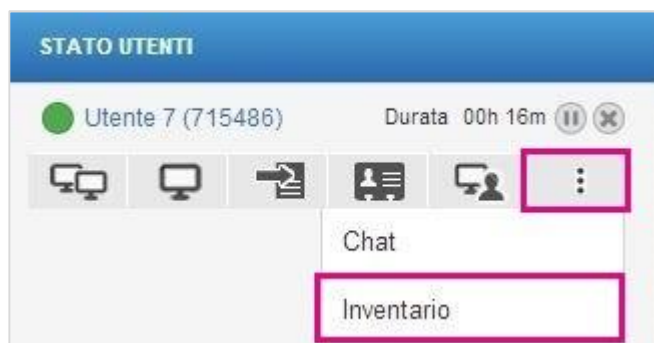 STATO UTENTI
Utente 7 (715486) Durata 00h 16m
Chat
Inventario